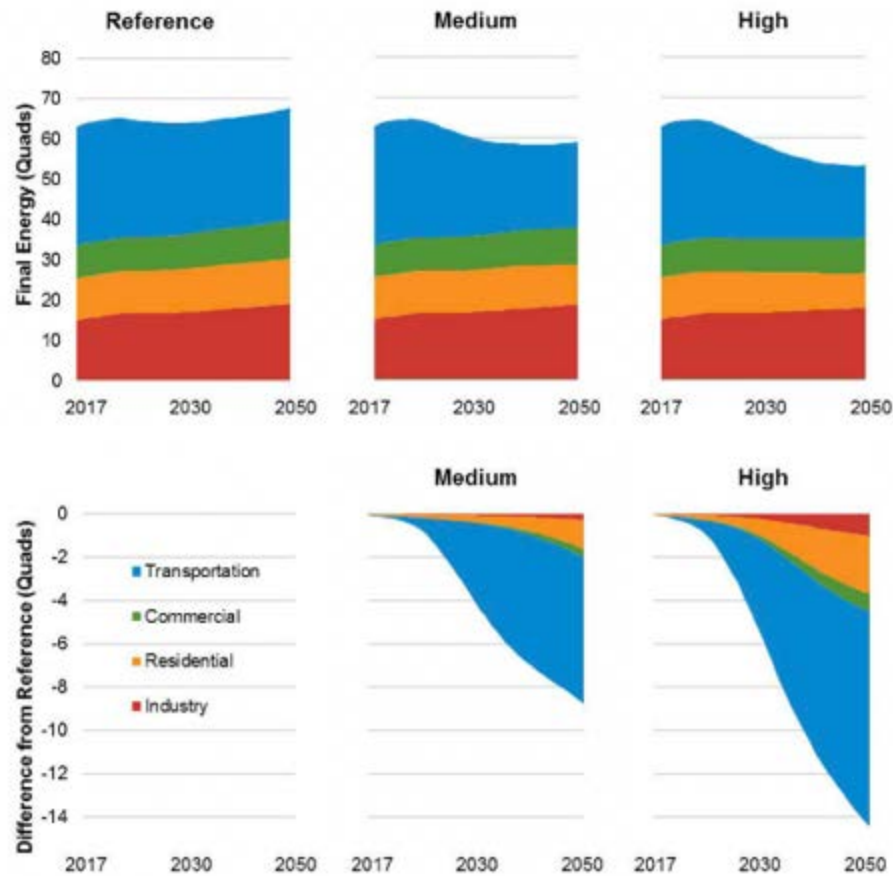 Reference Medium High
Final Energy (Quads)
80
70
60
50
40
30
20
10
0
2017 2030 2050 2017 2030 2050 2017 2030 2050
Medium High
Difference from Reference (Quads)
0
-2
-4
-6
-8
-10
-12
-14
Transportation
Commercial
Residential
Industry
2017 2030 2050 2017 2030 2050 2017 2030 2050